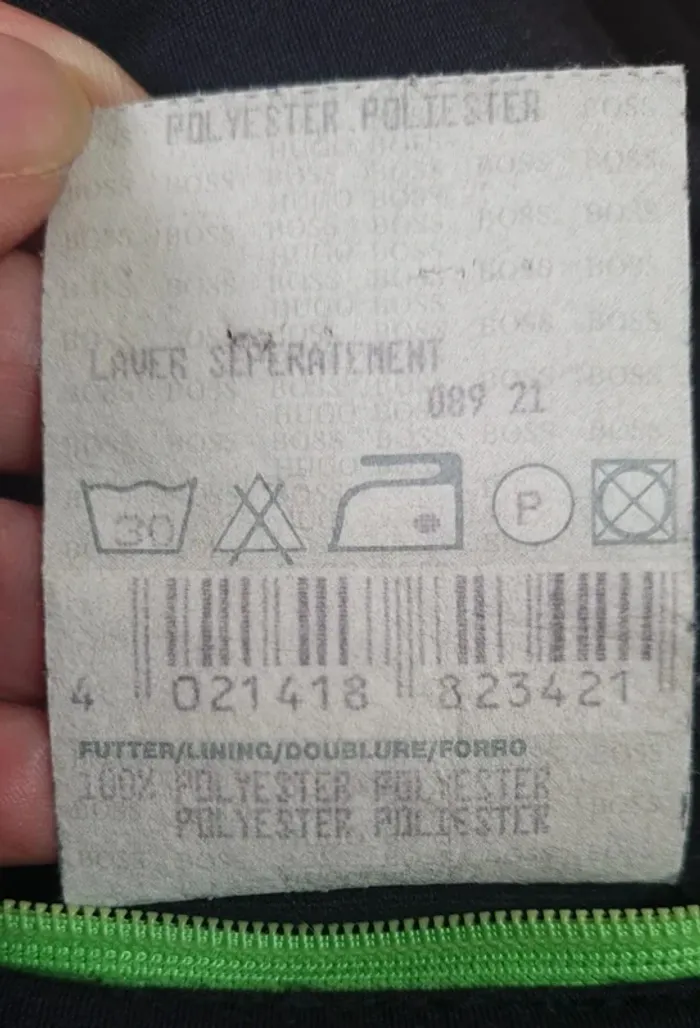 POLYESTER POLIESTER
LAVER SEPERATEMENT
089 21
30
P
4 021418 823421
FUTTER/LINING/DOUBLURE/FORRO
100% POLYESTER POLYESTER
POLYESTER POLIESTER